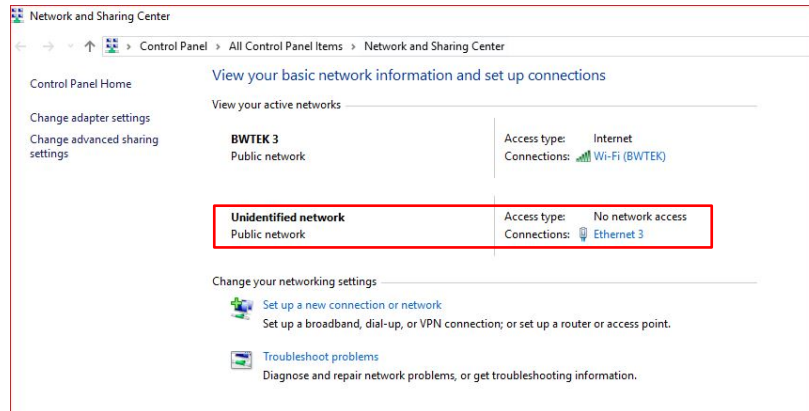 Network and Sharing Center
Control Panel > All Control Panel Items > Network and Sharing Center
Control Panel Home
Change adapter settings
Change advanced sharing
settings
View your basic network information and set up connections
View your active networks
BWTEK 3
Public network
Access type: Internet
Connections: Wi-Fi (BWTEK)
Unidentified network
Public network
Access type: No network access
Connections: Ethernet 3
Change your networking settings
Set up a new connection or network
Set up a broadband, dial-up, or VPN connection; or set up a router or access point.
Troubleshoot problems
Diagnose and repair network problems, or get troubleshooting information.